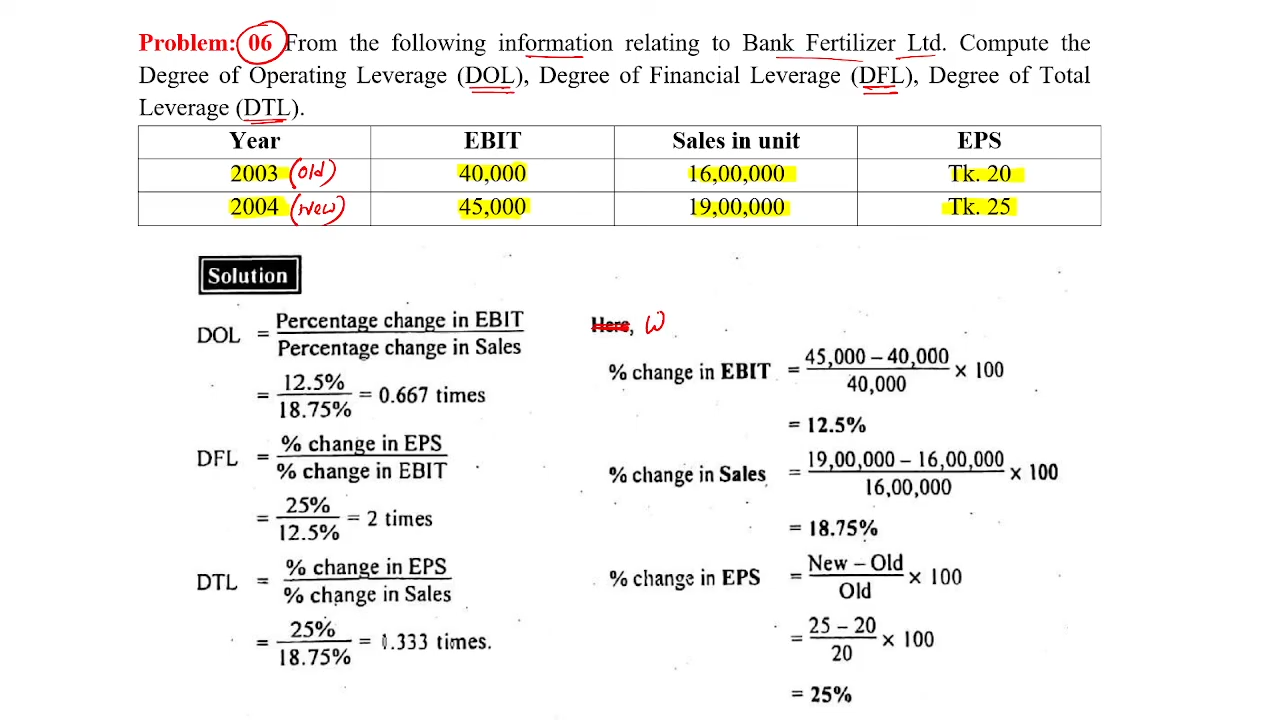 Problem: 06 From the following information relating to Bank Fertilizer Ltd. Compute the
Degree of Operating Leverage (DOL), Degree of Financial Leverage (DFL), Degree of Total
Leverage (DTL).
Year EBIT Sales in unit EPS
2003 (old) 40,000 16,00,000 Tk. 20
2004 (New) 45,000 19,00,000 Tk. 25
Solution
DOL = Percentage change in EBIT / Percentage change in Sales
= 12.5% / 18.75% = 0.667 times
DFL = % change in EPS / % change in EBIT
= 25% / 12.5% = 2 times
DTL = % change in EPS / % change in Sales
= 25% / 18.75% = 1.333 times.
Here, W
% change in EBIT = 45,000 – 40,000 / 40,000 × 100
= 12.5%
% change in Sales = 19,00,000 – 16,00,000 / 16,00,000 × 100
= 18.75%
% change in EPS = New – Old / Old × 100
= 25 – 20 / 20 × 100
= 25%